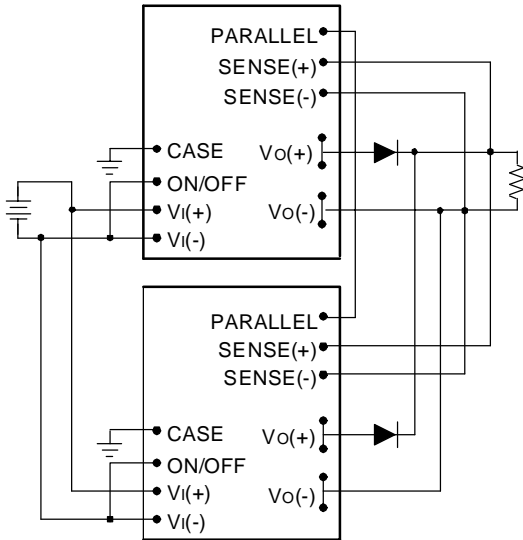 PARALLEL
SENSE(+)
SENSE(-)
CASE
VO(+)
ON/OFF
VI(+)
VO(-)
VI(-)
PARALLEL
SENSE(+)
SENSE(-)
CASE
VO(+)
ON/OFF
VI(+)
VO(-)
VI(-)